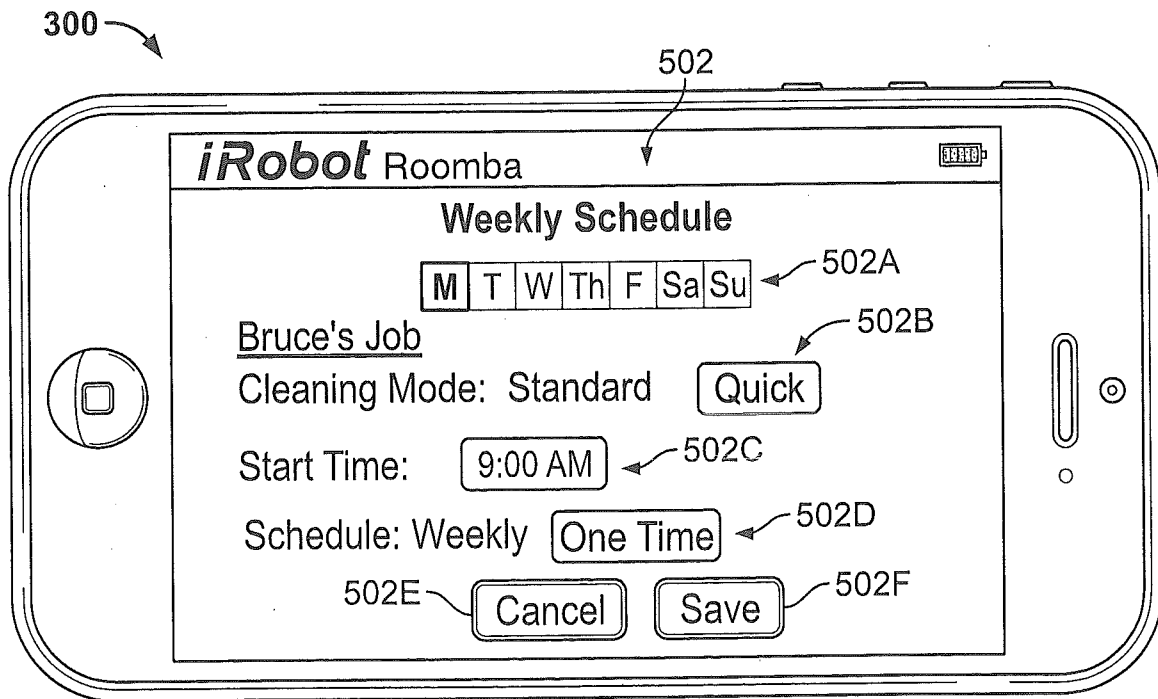 300
502
iRobot Roomba
Weekly Schedule
M T W Th F Sa Su 502A
Bruce's Job 502B
Cleaning Mode: Standard Quick
Start Time: 9:00 AM 502C
Schedule: Weekly One Time 502D
502E Cancel Save 502F